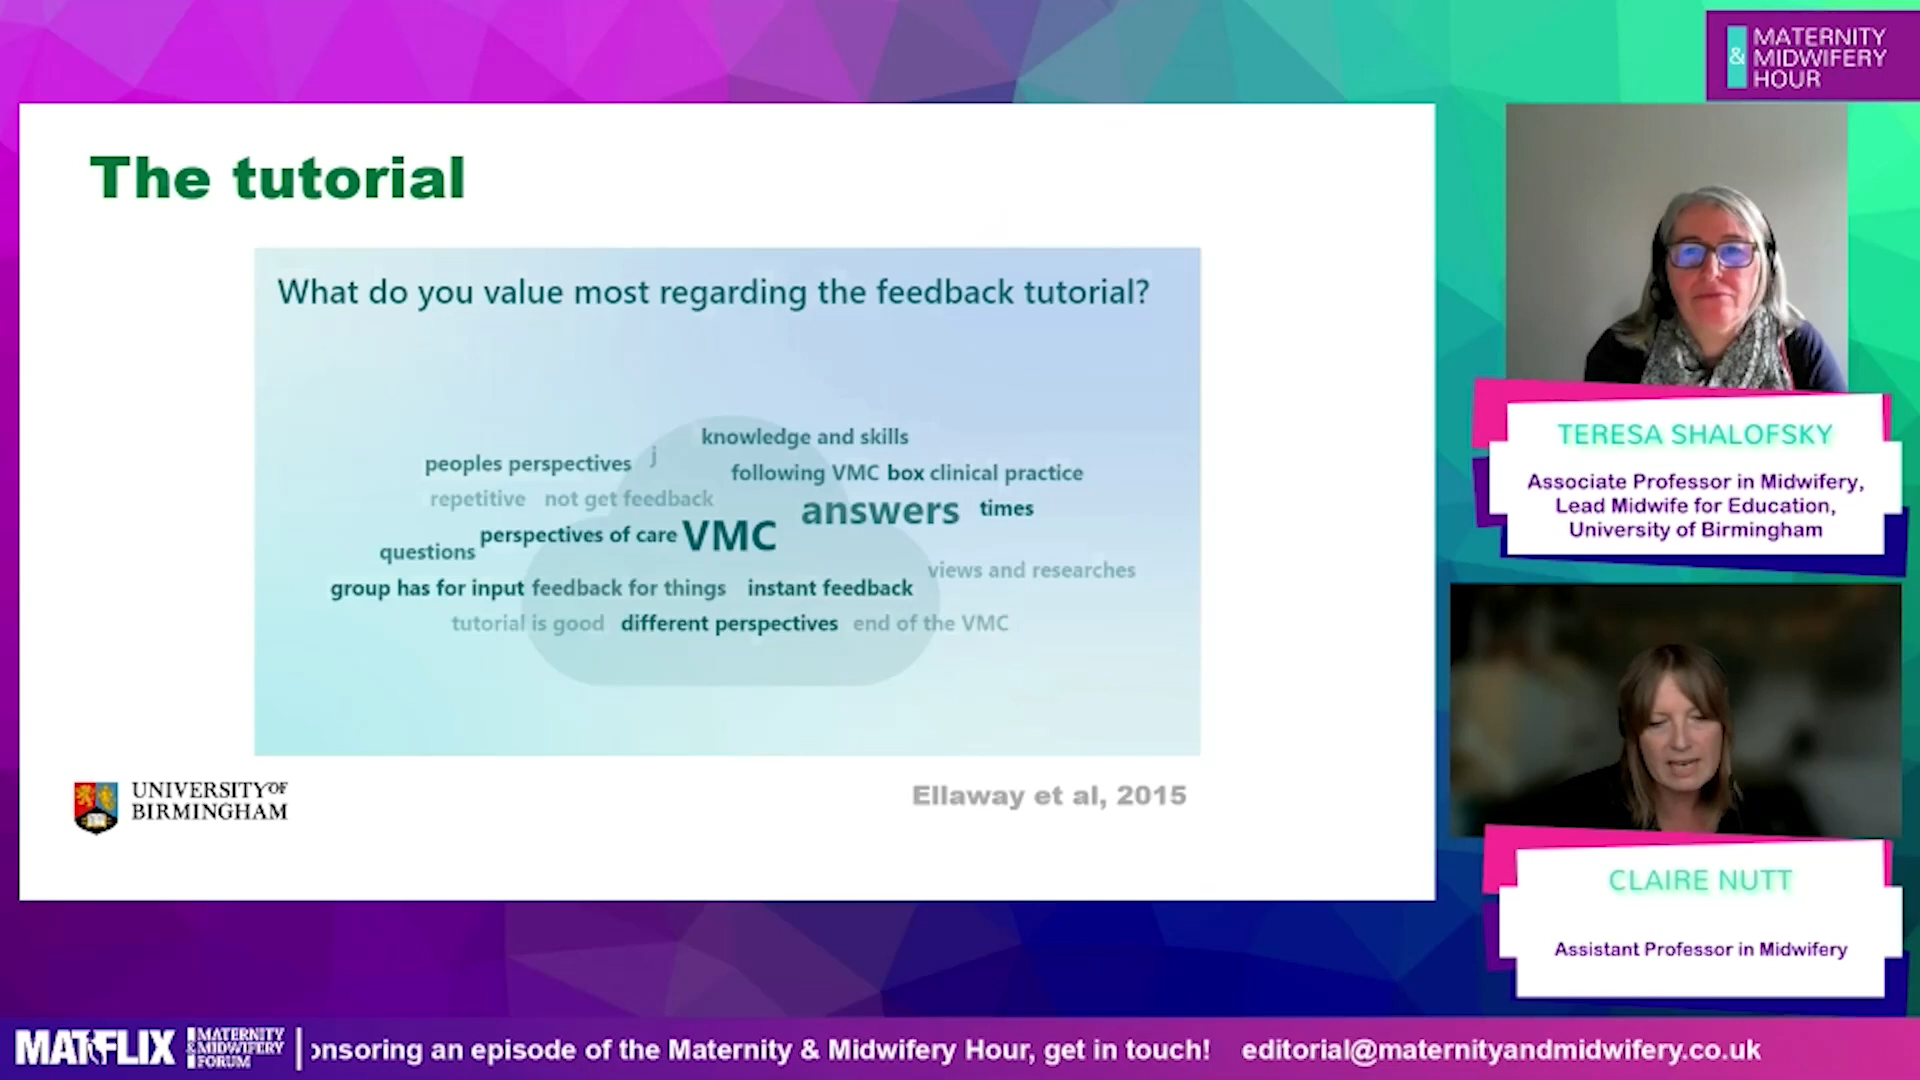 MATERNITY
& MIDWIFERY
HOUR
The tutorial
What do you value most regarding the feedback tutorial?
knowledge and skills
peoples perspectives j
following VMC box clinical practice
repetitive not get feedback
answers times
perspectives of care VMC
questions
views and researches
group has for input feedback for things instant feedback
tutorial is good different perspectives end of the VMC
UNIVERSITY OF
BIRMINGHAM
Ellaway et al, 2015
TERESA SHALOFSKY
Associate Professor in Midwifery,
Lead Midwife for Education,
University of Birmingham
CLAIRE NUTT
Assistant Professor in Midwifery
MATFLIX
MATERNITY
& MIDWIFERY
FORUM
onsoring an episode of the Maternity & Midwifery Hour, get in touch! editorial@maternityandmidwifery.co.uk